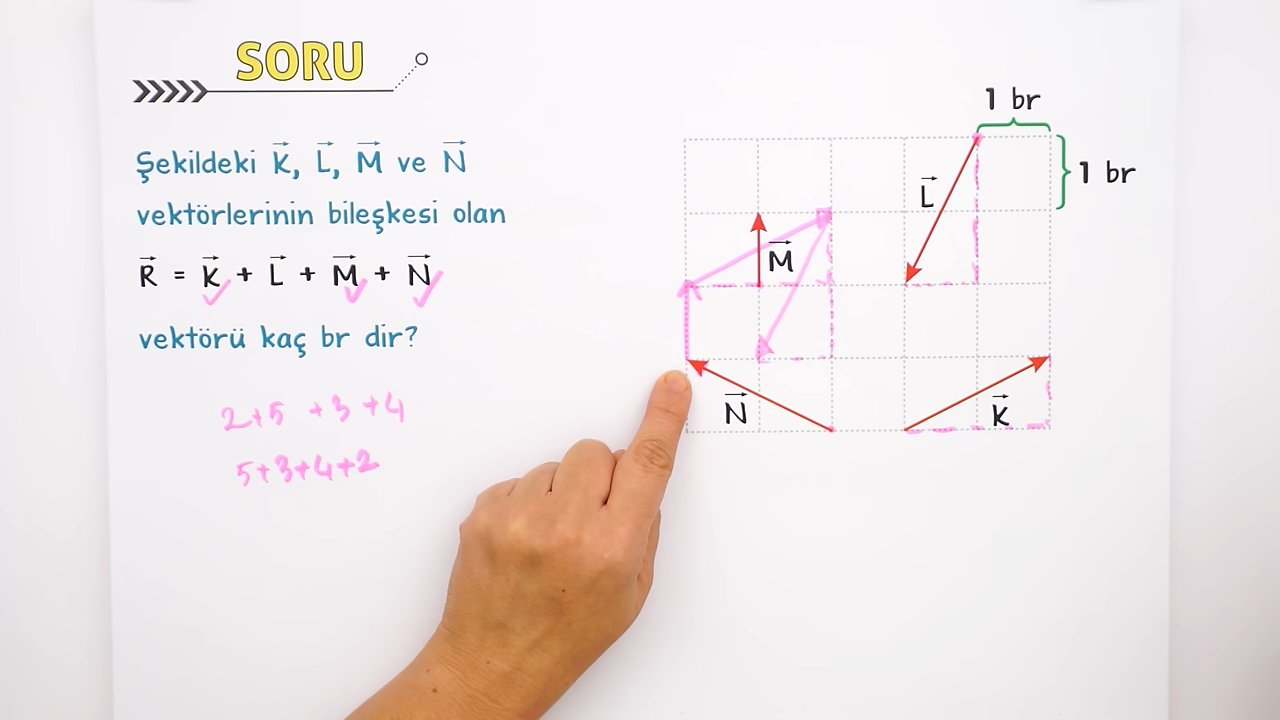 SORU
Şekildeki K⃗, L⃗, M⃗ ve N⃗
vektörlerinin bileşkesi olan
R⃗ = K⃗ + L⃗ + M⃗ + N⃗
vektörü kaç br dir?
2+5 +3 +4
5+3+4+2
1 br
1 br
L⃗
M⃗
N⃗
K⃗